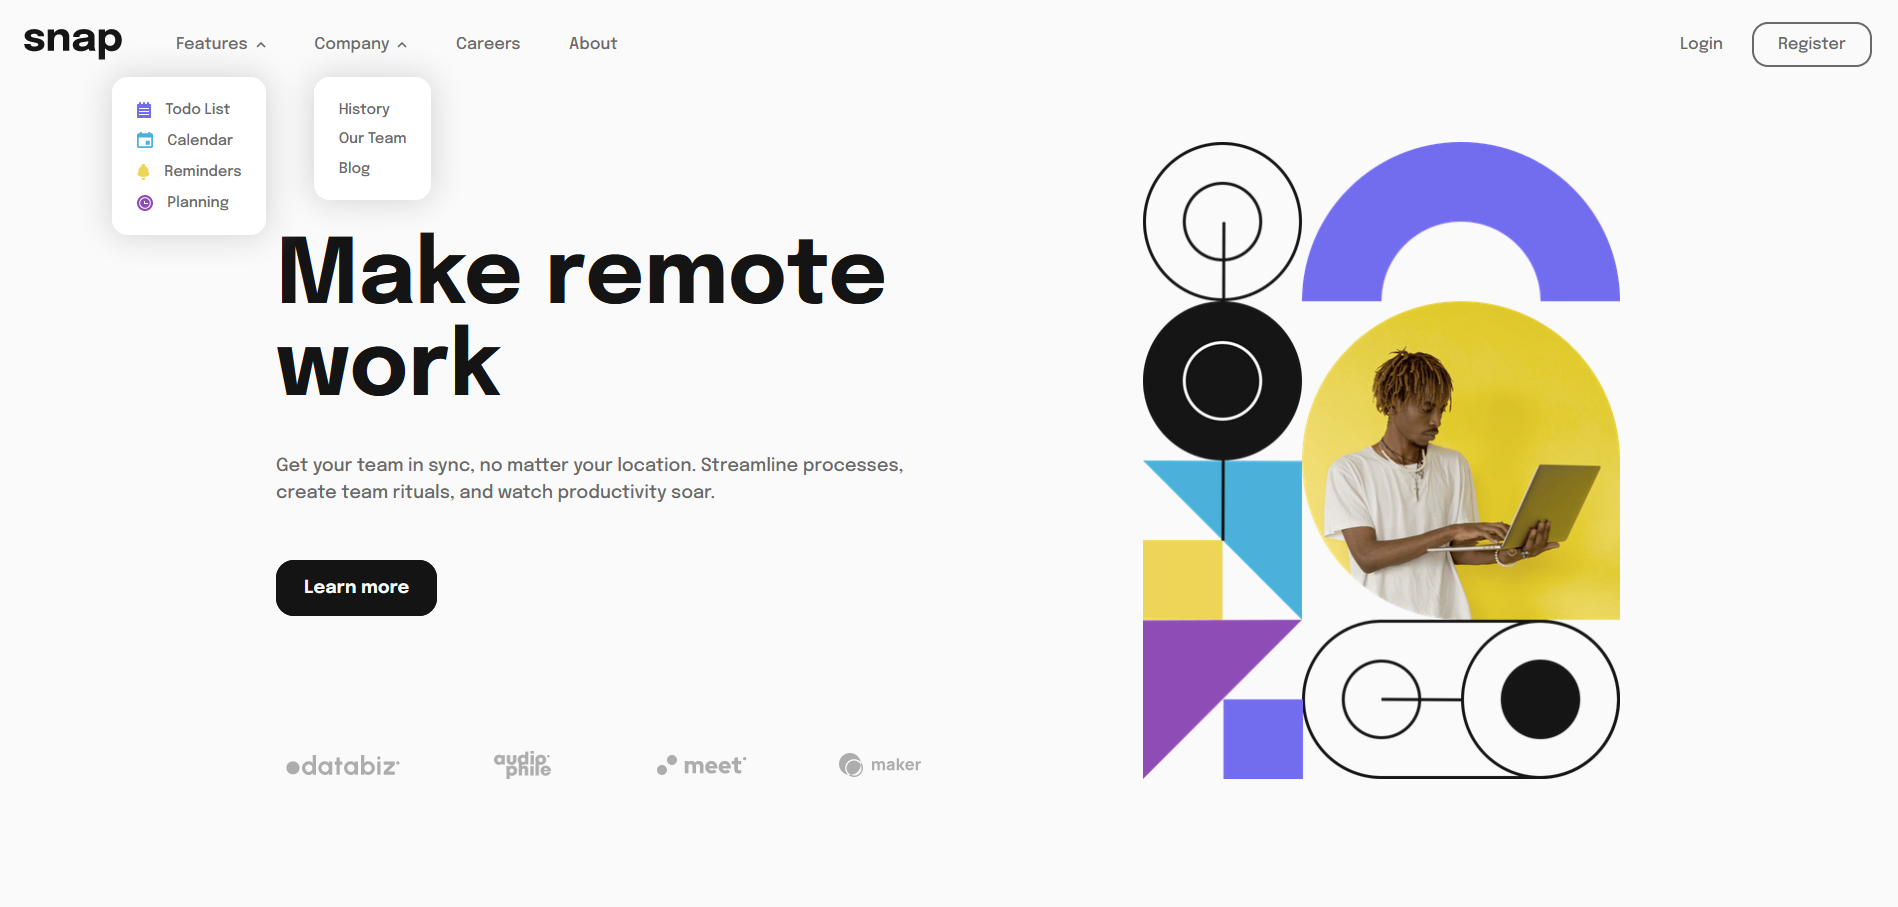 snap
Features
Company
Careers
About
Login
Register
Todo List
Calendar
Reminders
Planning
History
Our Team
Blog
Make remote
work
Get your team in sync, no matter your location. Streamline processes,
create team rituals, and watch productivity soar.
Learn more
databiz
audiophile
meet
maker